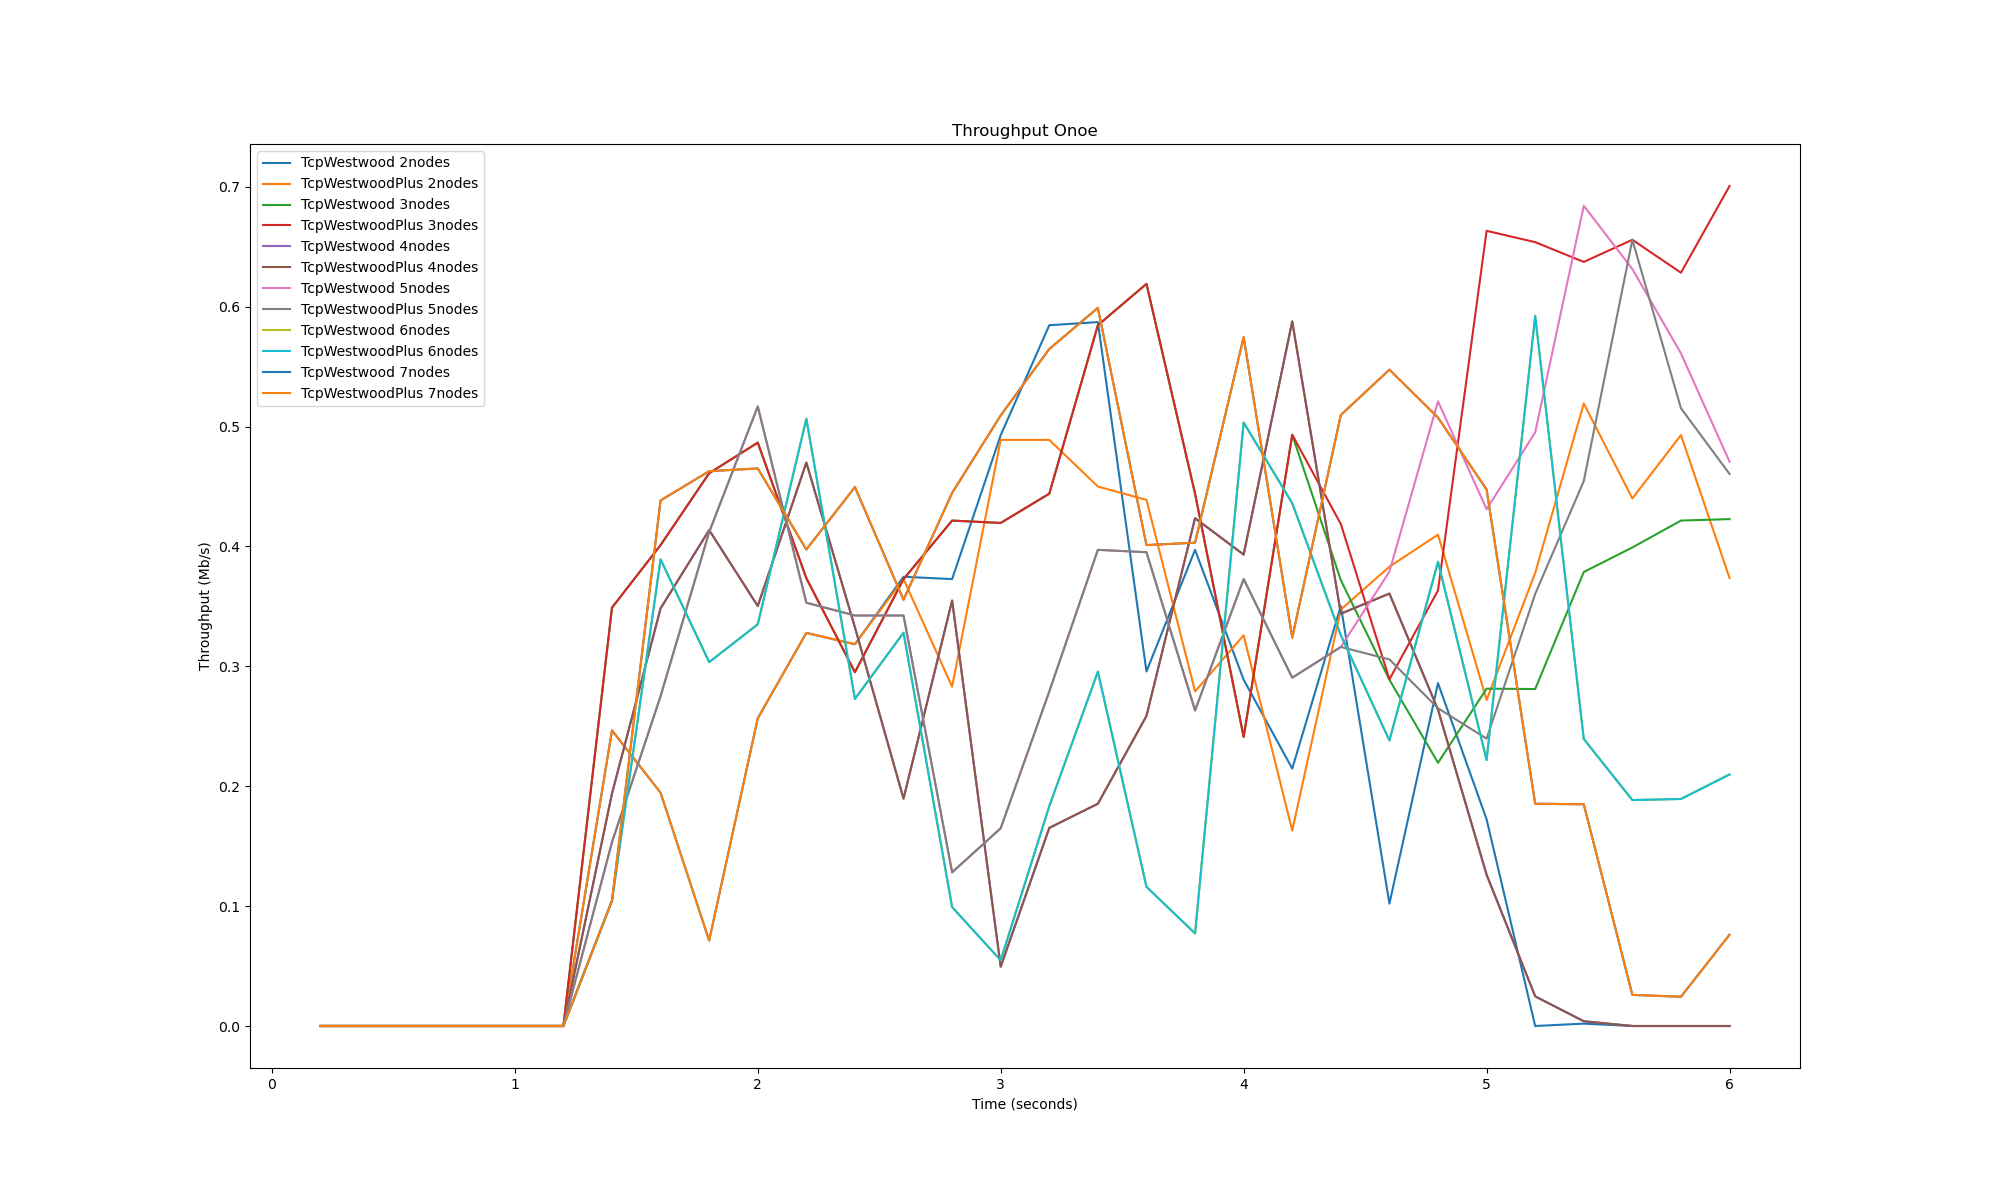 Throughput Onoe
TcpWestwood 2nodes
TcpWestwoodPlus 2nodes
TcpWestwood 3nodes
TcpWestwoodPlus 3nodes
TcpWestwood 4nodes
TcpWestwoodPlus 4nodes
TcpWestwood 5nodes
TcpWestwoodPlus 5nodes
TcpWestwood 6nodes
TcpWestwoodPlus 6nodes
TcpWestwood 7nodes
TcpWestwoodPlus 7nodes
0.7
0.6
0.5
0.4
0.3
0.2
0.1
0.0
Throughput (Mb/s)
0 1 2 3 4 5 6
Time (seconds)